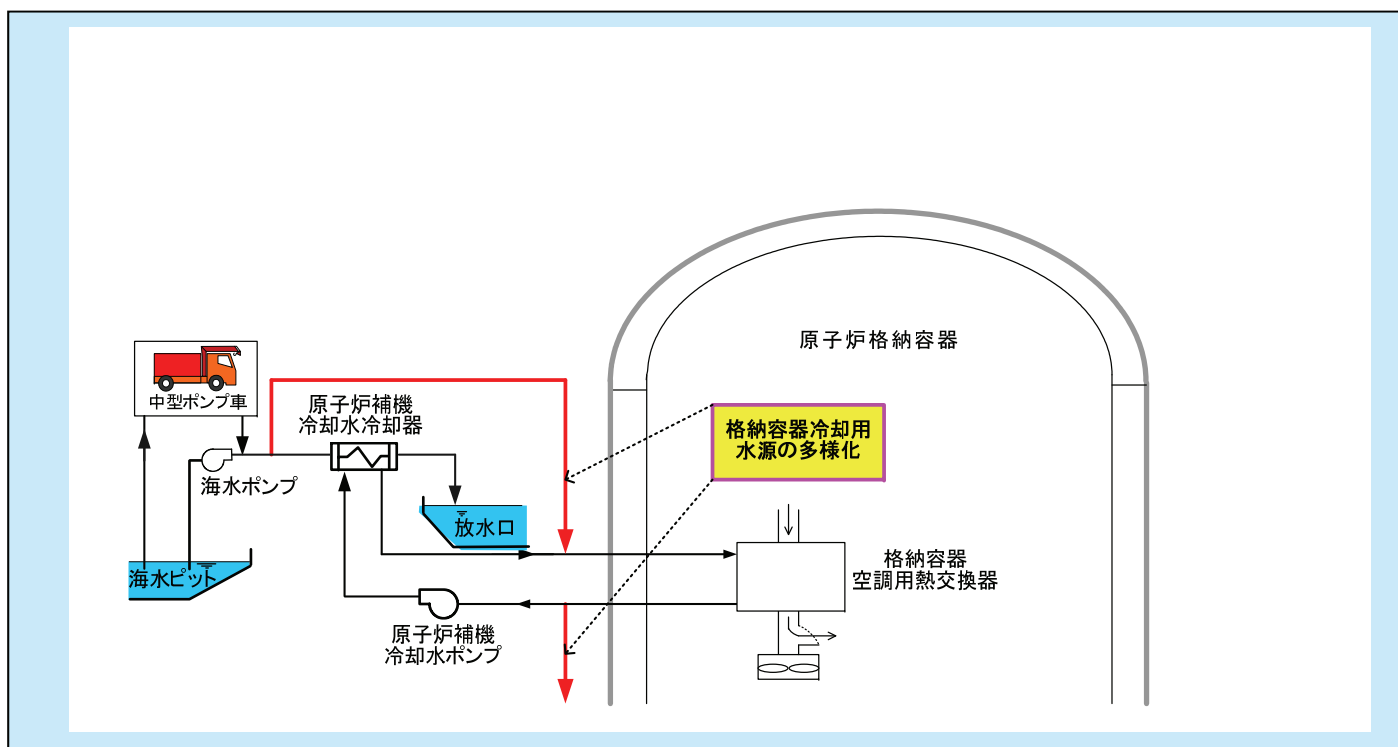 原子炉格納容器
中型ポンプ車
原子炉補機
冷却水冷却器
格納容器冷却用
水源の多様化
海水ポンプ
放水口
海水ピット
格納容器
空調用熱交換器
原子炉補機
冷却水ポンプ